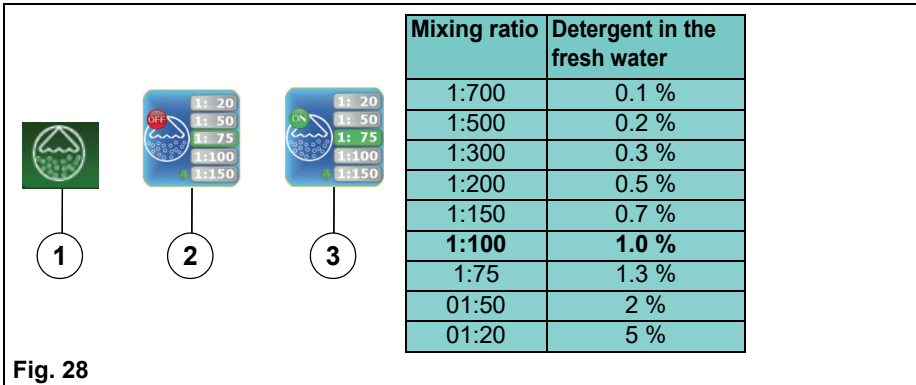 OFF
1: 20
1: 50
1: 75
1:100
1:150
ON
1: 20
1: 50
1: 75
1:100
1:150
1
2
3
Mixing ratio Detergent in the
fresh water
1:700 0.1 %
1:500 0.2 %
1:300 0.3 %
1:200 0.5 %
1:150 0.7 %
1:100 1.0 %
1:75 1.3 %
01:50 2 %
01:20 5 %
Fig. 28